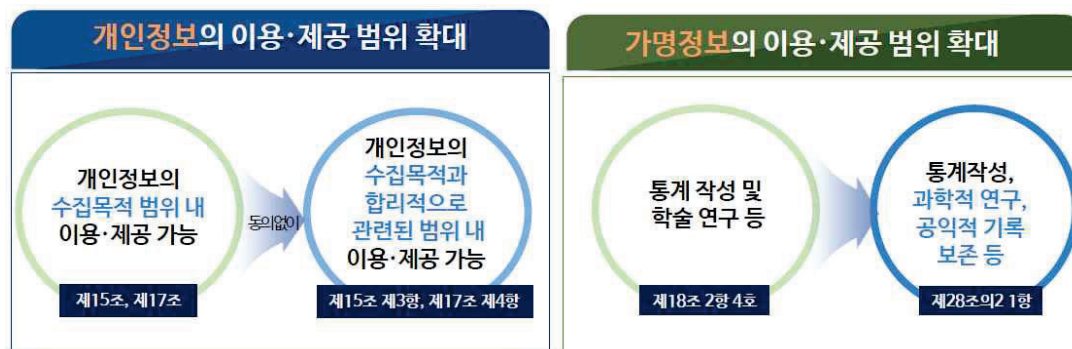 개인정보의 이용·제공 범위 확대
개인정보의
수집목적 범위 내
이용·제공 가능
제15조, 제17조
동의없이
개인정보의
수집목적과
합리적으로
관련된 범위 내
이용·제공 가능
제15조 제3항, 제17조 제4항
가명정보의 이용·제공 범위 확대
통계 작성 및
학술 연구 등
제18조 2항 4호
통계작성,
과학적 연구,
공익적 기록
보존 등
제28조의2 1항